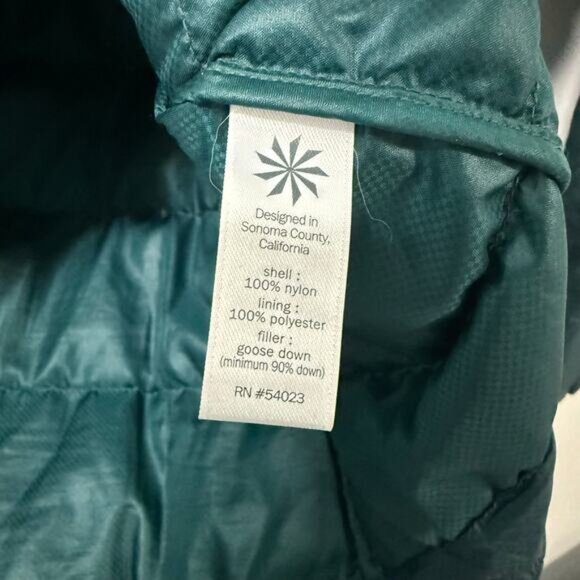 Designed in
Sonoma County,
California
shell :
100% nylon
lining :
100% polyester
filler :
goose down
(minimum 90% down)
RN #54023